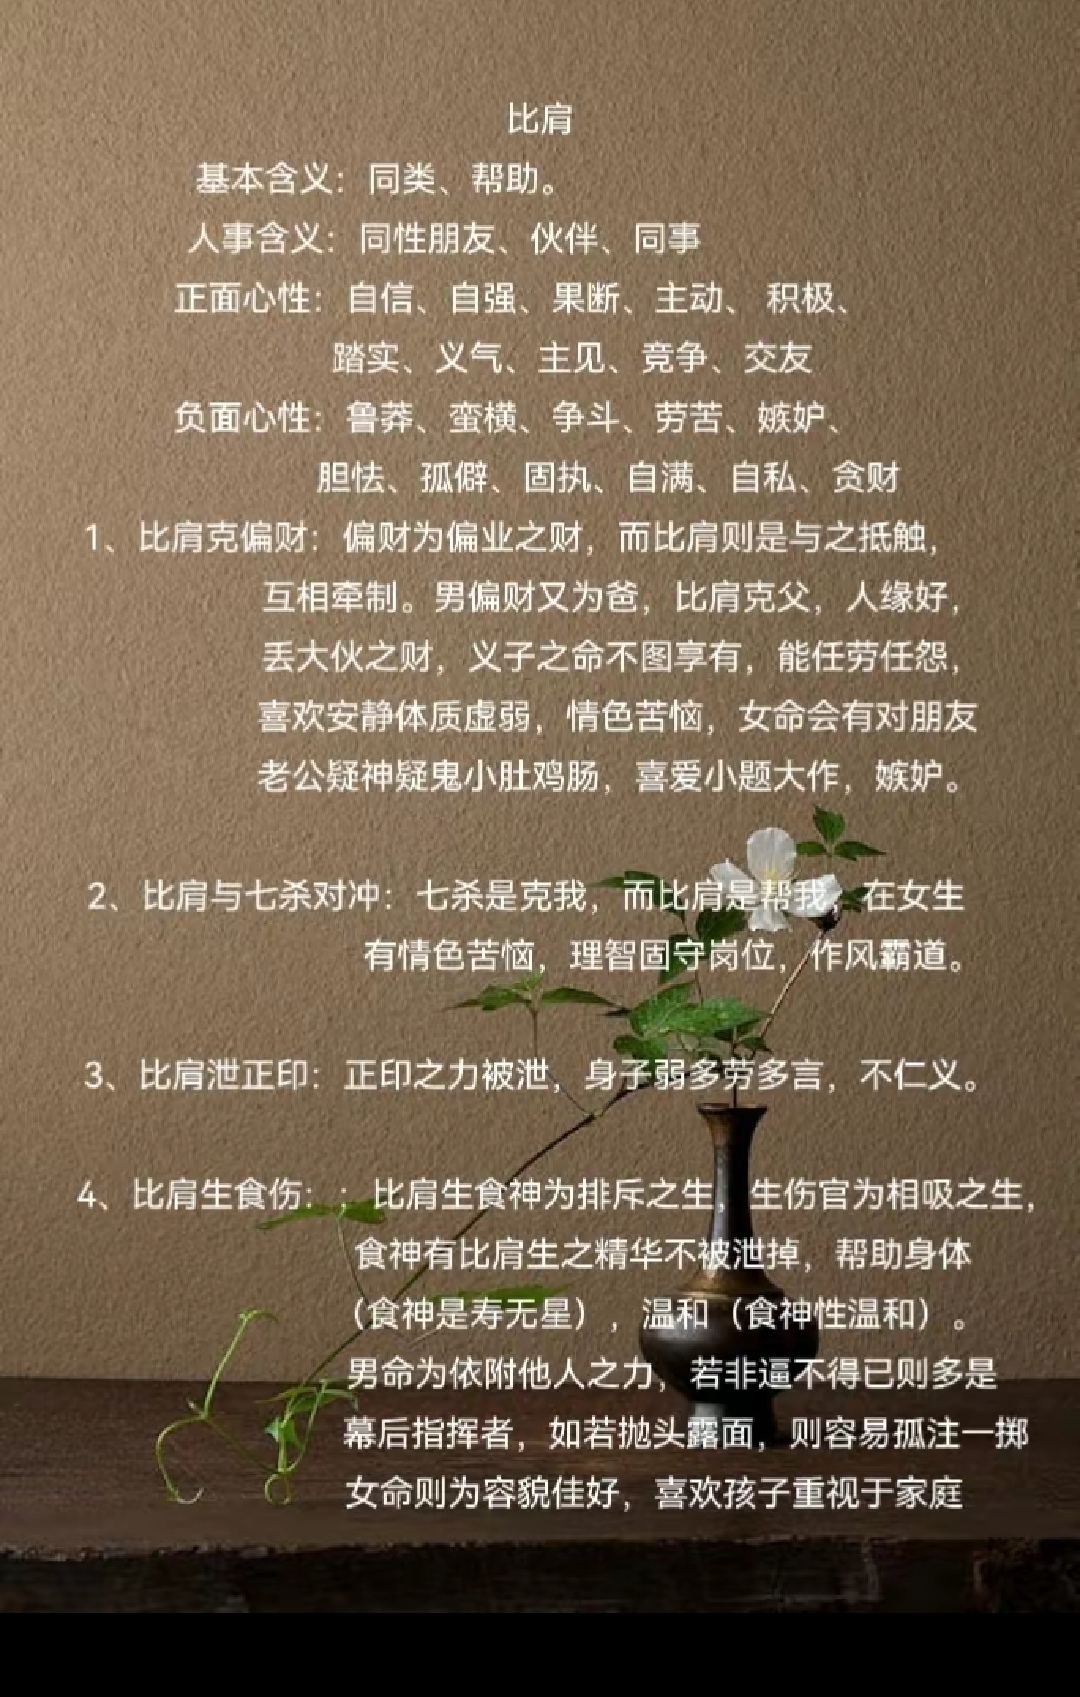 比肩
基本含义：同类、帮助。
人事含义：同性朋友、伙伴、同事
正面心性：自信、自强、果断、主动、 积极、
踏实、义气、主见、竞争、交友
负面心性：鲁莽、蛮横、争斗、劳苦、嫉妒、
胆怯、孤僻、固执、自满、自私、贪财
1、比肩克偏财：偏财为偏业之财，而比肩则是与之抵触，
互相牵制。男偏财又为爸，比肩克父，人缘好，
丢大伙之财，义子之命不图享有，能任劳任怨，
喜欢安静体质虚弱，情色苦恼，女命会有对朋友
老公疑神疑鬼小肚鸡肠，喜爱小题大作，嫉妒。
2、比肩与七杀对冲：七杀是克我，而比肩是帮我，在女生
有情色苦恼，理智固守岗位，作风霸道。
3、比肩泄正印：正印之力被泄，身子弱多劳多言，不仁义。
4、比肩生食伤：；比肩生食神为排斥之生，生伤官为相吸之生，
食神有比肩生之精华不被泄掉，帮助身体
（食神是寿无星），温和（食神性温和）。
男命为依附他人之力，若非逼不得已则多是
幕后指挥者，如若抛头露面，则容易孤注一掷
女命则为容貌佳好，喜欢孩子重视于家庭